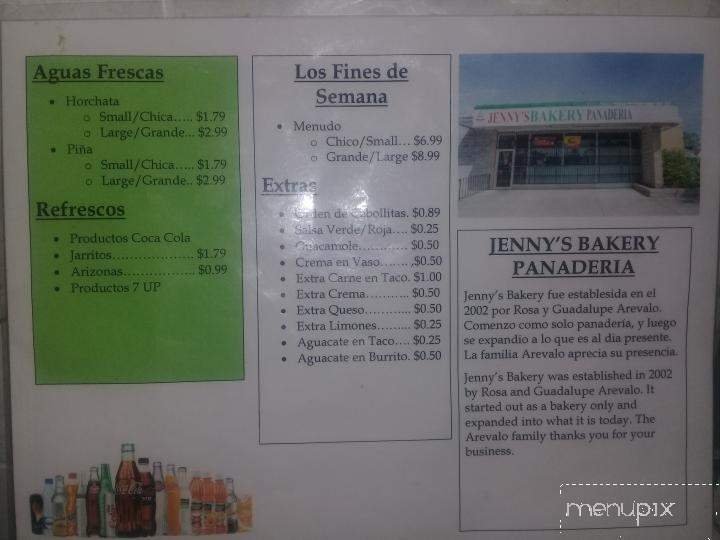 Aguas Frescas
Horchata
Small/Chica..... $1.79
Large/Grande... $2.99
Piña
Small/Chica..... $1.79
Large/Grande.. $2.99
Refrescos
Productos Coca Cola
Jarritos..................... $1.79
Arizonas.................. $0.99
Productos 7 UP
Los Fines de
Semana
Menudo
Chico/Small... $6.99
Grande/Large $8.99
Extras
Orden de Cabollitas. $0.89
Salsa Verde/Roja.... $0.25
Guacamole............. $0.50
Crema en Vaso....... $0.50
Extra Carne en Taco. $1.00
Extra Crema........... $0.50
Extra Queso............ $0.50
Extra Limones......... $0.25
Aguacate en Taco.... $0.25
Aguacate en Burrito. $0.50
JENNY'S BAKERY PANADERIA
JENNY'S BAKERY
PANADERIA
Jenny's Bakery fue establesida en el
2002 por Rosa y Guadalupe Arevalo.
Comenzo como solo panadería, y luego
se expandio a lo que es al dia presente.
La familia Arevalo aprecia su presencia.
Jenny's Bakery was established in 2002
by Rosa and Guadalupe Arevalo. It
started out as a bakery only and
expanded into what it is today. The
Arevalo family thanks you for your
business.
menupix